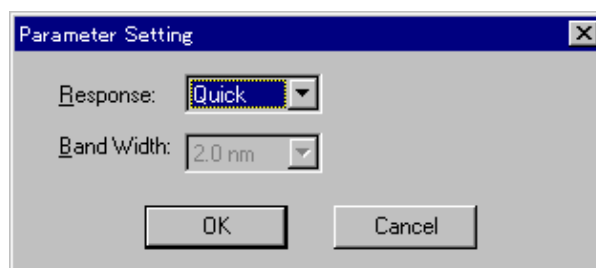 Parameter Setting
Response: Quick
Band Width: 2.0 nm
OK Cancel